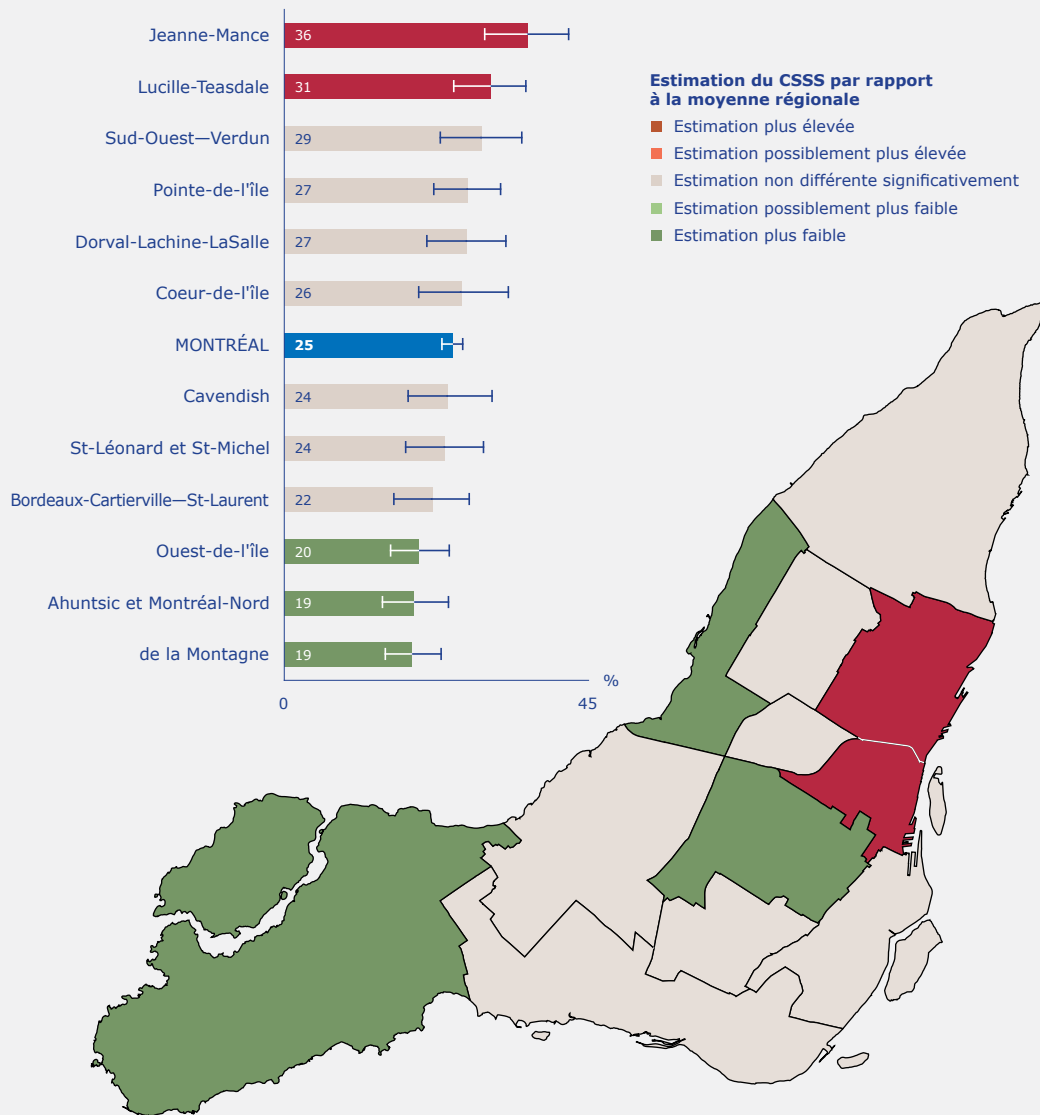 Jeanne-Mance 36
Lucille-Teasdale 31
Sud-Ouest—Verdun 29
Pointe-de-l'île 27
Dorval-Lachine-LaSalle 27
Coeur-de-l'île 26
MONTRÉAL 25
Cavendish 24
St-Léonard et St-Michel 24
Bordeaux-Cartierville—St-Laurent 22
Ouest-de-l'île 20
Ahuntsic et Montréal-Nord 19
de la Montagne 19
%
0 45
Estimation du CSSS par rapport
à la moyenne régionale
Estimation plus élevée
Estimation possiblement plus élevée
Estimation non différente significativement
Estimation possiblement plus faible
Estimation plus faible